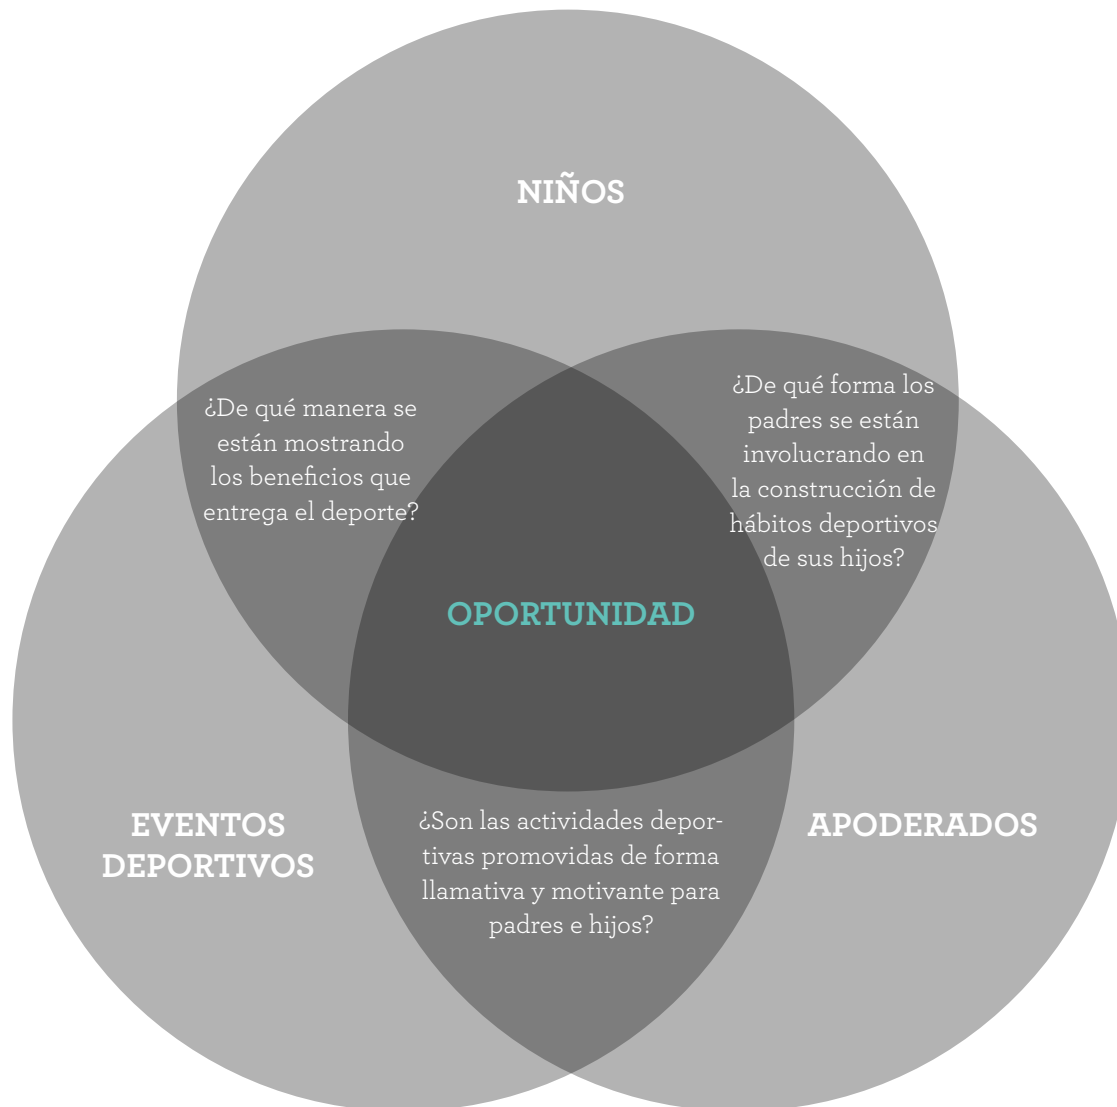 NIÑOS
¿De qué manera se
están mostrando
los beneficios que
entrega el deporte?
¿De qué forma los
padres se están
involucrando en
la construcción de
hábitos deportivos
de sus hijos?
OPORTUNIDAD
EVENTOS
DEPORTIVOS
¿Son las actividades depor-
tivas promovidas de forma
llamativa y motivante para
padres e hijos?
APODERADOS